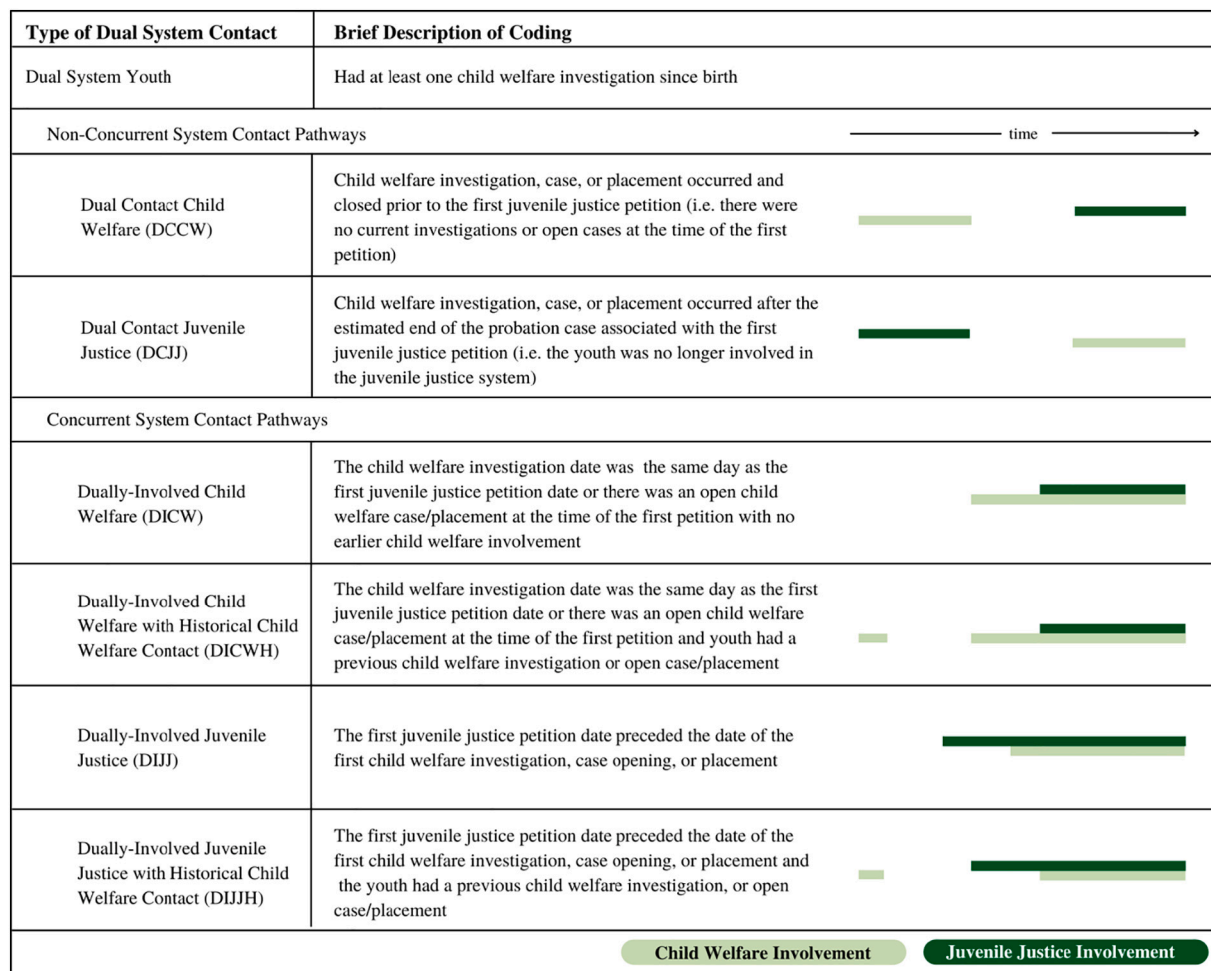 Type of Dual System Contact
Brief Description of Coding
Dual System Youth
Had at least one child welfare investigation since birth
Non-Concurrent System Contact Pathways
time
Dual Contact Child
Welfare (DCCW)
Child welfare investigation, case, or placement occurred and
closed prior to the first juvenile justice petition (i.e. there were
no current investigations or open cases at the time of the first
petition)
Dual Contact Juvenile
Justice (DCJJ)
Child welfare investigation, case, or placement occurred after the
estimated end of the probation case associated with the first
juvenile justice petition (i.e. the youth was no longer involved in
the juvenile justice system)
Concurrent System Contact Pathways
Dually-Involved Child
Welfare (DICW)
The child welfare investigation date was the same day as the
first juvenile justice petition date or there was an open child
welfare case/placement at the time of the first petition with no
earlier child welfare involvement
Dually-Involved Child
Welfare with Historical Child
Welfare Contact (DICWH)
The child welfare investigation date was the same day as the first
juvenile justice petition date or there was an open child welfare
case/placement at the time of the first petition and youth had a
previous child welfare investigation or open case/placement
Dually-Involved Juvenile
Justice (DIJJ)
The first juvenile justice petition date preceded the date of the
first child welfare investigation, case opening, or placement
Dually-Involved Juvenile
Justice with Historical Child
Welfare Contact (DIJJH)
The first juvenile justice petition date preceded the date of the
first child welfare investigation, case opening, or placement and
the youth had a previous child welfare investigation, or open
case/placement
Child Welfare Involvement
Juvenile Justice Involvement